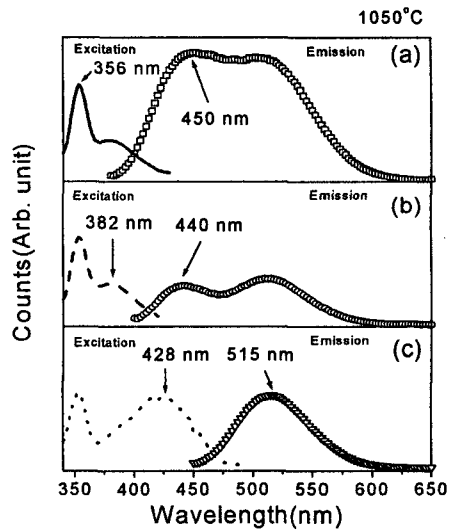 1050°C
Excitation
Emission
(a)
356 nm
450 nm
Excitation
Emission
(b)
382 nm
440 nm
Excitation
Emission
(c)
428 nm
515 nm
Counts(Arb. unit)
350 400 450 500 550 600 650
Wavelength(nm)